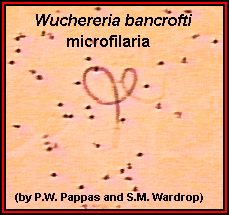 Wuchereria bancrofti
microfilaria
(by P.W. Pappas and S.M. Wardrop)